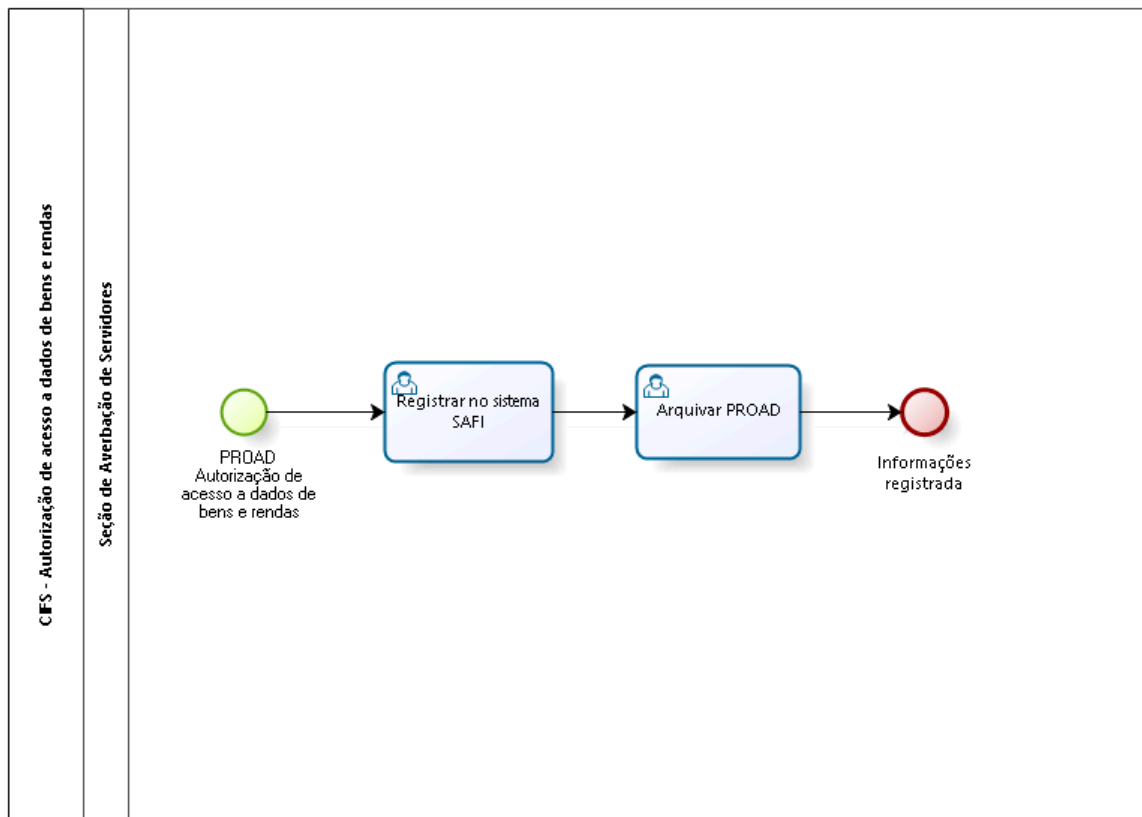 CIFS - Autorização de acesso a dados de bens e rendas
Seção de Averbação de Servidores
PROAD
Autorização de
acesso a dados de
bens e rendas
Registrar no sistema
SAFI
Arquivar PROAD
Informações
registrada